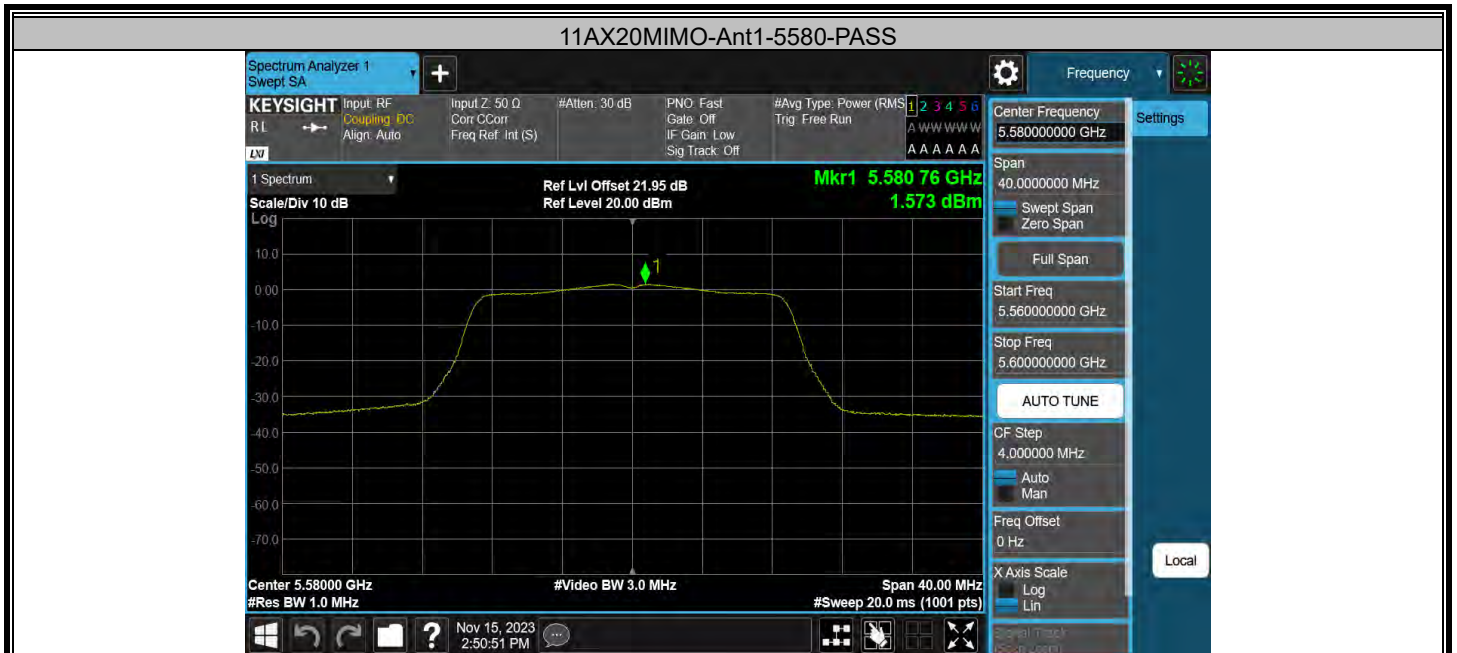 11AX20MIMO-Ant1-5580-PASS
Spectrum Analyzer 1
Swept SA
Frequency
KEYSIGHT
RL
LXI
Input: RF
Coupling: DC
Align: Auto
Input Z: 50 Ω
Corr CCorr
Freq Ref: Int (S)
#Atten: 30 dB
PNO: Fast
Gate: Off
IF Gain: Low
Sig Track: Off
#Avg Type: Power (RMS
Trig: Free Run
1 2 3 4 5 6
A W W W W W
A A A A A A
1 Spectrum
Scale/Div 10 dB
Ref Lvl Offset 21.95 dB
Ref Level 20.00 dBm
Mkr1 5.580 76 GHz
1.573 dBm
Log
10.0
0.00
-10.0
-20.0
-30.0
-40.0
-50.0
-60.0
-70.0
1
Center 5.58000 GHz
#Res BW 1.0 MHz
#Video BW 3.0 MHz
Span 40.00 MHz
#Sweep 20.0 ms (1001 pts)
Nov 15, 2023
2:50:51 PM
Center Frequency
5.580000000 GHz
Settings
Span
40.0000000 MHz
Swept Span
Zero Span
Full Span
Start Freq
5.560000000 GHz
Stop Freq
5.600000000 GHz
AUTO TUNE
CF Step
4.000000 MHz
Auto
Man
Freq Offset
0 Hz
X Axis Scale
Log
Lin
Local
Signal Track